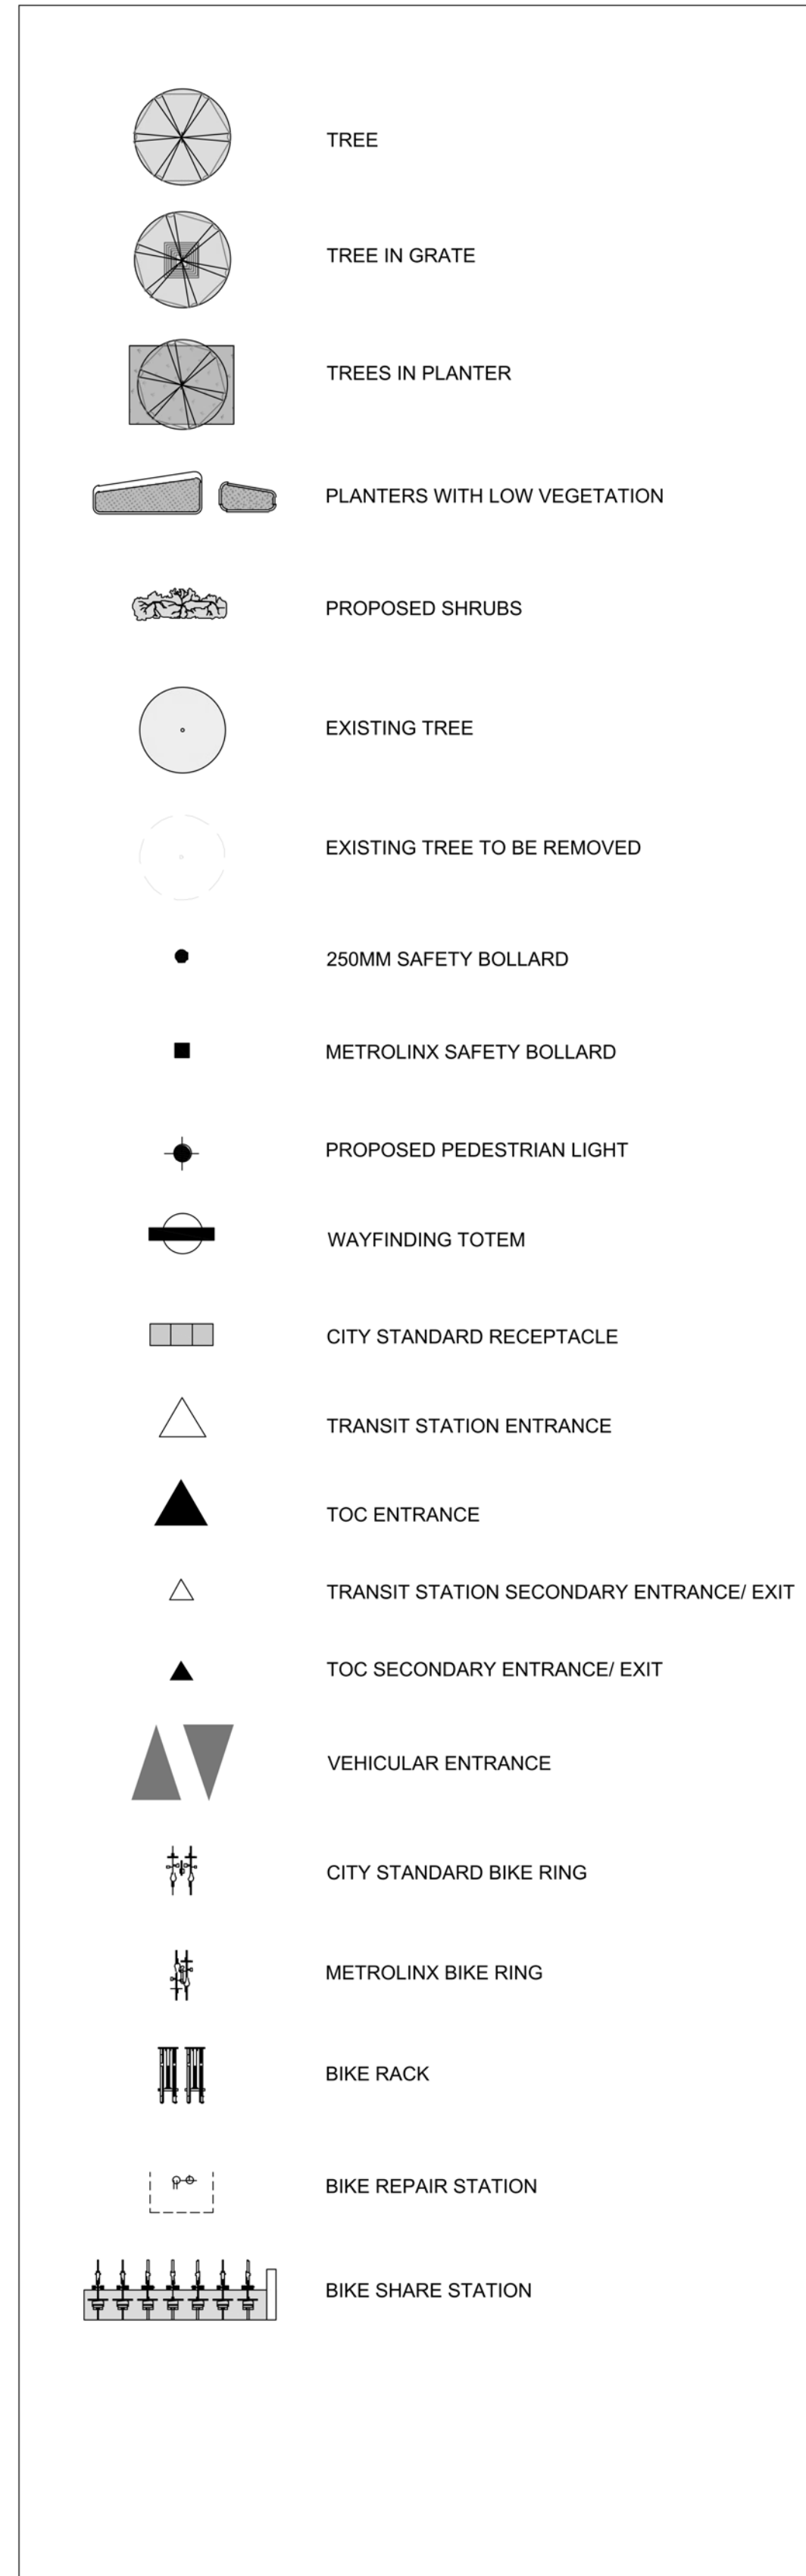 TREE
TREE IN GRATE
TREES IN PLANTER
PLANTERS WITH LOW VEGETATION
PROPOSED SHRUBS
EXISTING TREE
EXISTING TREE TO BE REMOVED
250MM SAFETY BOLLARD
METROLINX SAFETY BOLLARD
PROPOSED PEDESTRIAN LIGHT
WAYFINDING TOTEM
CITY STANDARD RECEPTACLE
TRANSIT STATION ENTRANCE
TOC ENTRANCE
TRANSIT STATION SECONDARY ENTRANCE/ EXIT
TOC SECONDARY ENTRANCE/ EXIT
VEHICULAR ENTRANCE
CITY STANDARD BIKE RING
METROLINX BIKE RING
BIKE RACK
BIKE REPAIR STATION
BIKE SHARE STATION